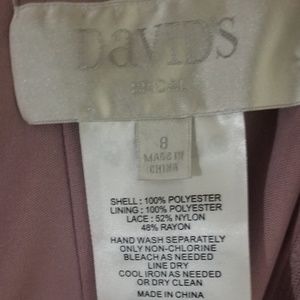 DAVIDS
BRIDAL
8
MADE IN
CHINA
SHELL : 100% POLYESTER
LINING : 100% POLYESTER
LACE : 52% NYLON
48% RAYON
HAND WASH SEPARATELY
ONLY NON-CHLORINE
BLEACH AS NEEDED
LINE DRY
COOL IRON AS NEEDED
OR DRY CLEAN
MADE IN CHINA